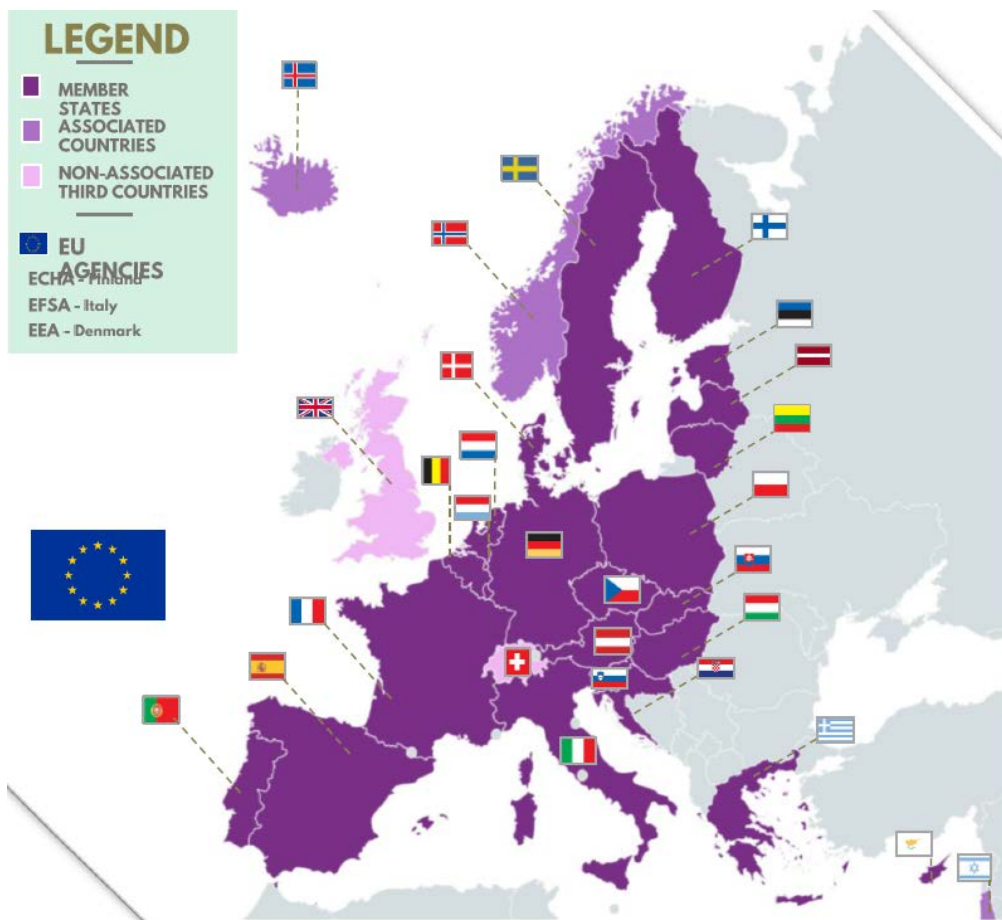 LEGEND
MEMBER
STATES
ASSOCIATED
COUNTRIES
NON-ASSOCIATED
THIRD COUNTRIES
EU
AGENCIES
ECHA - Finland
EFSA - Italy
EEA - Denmark